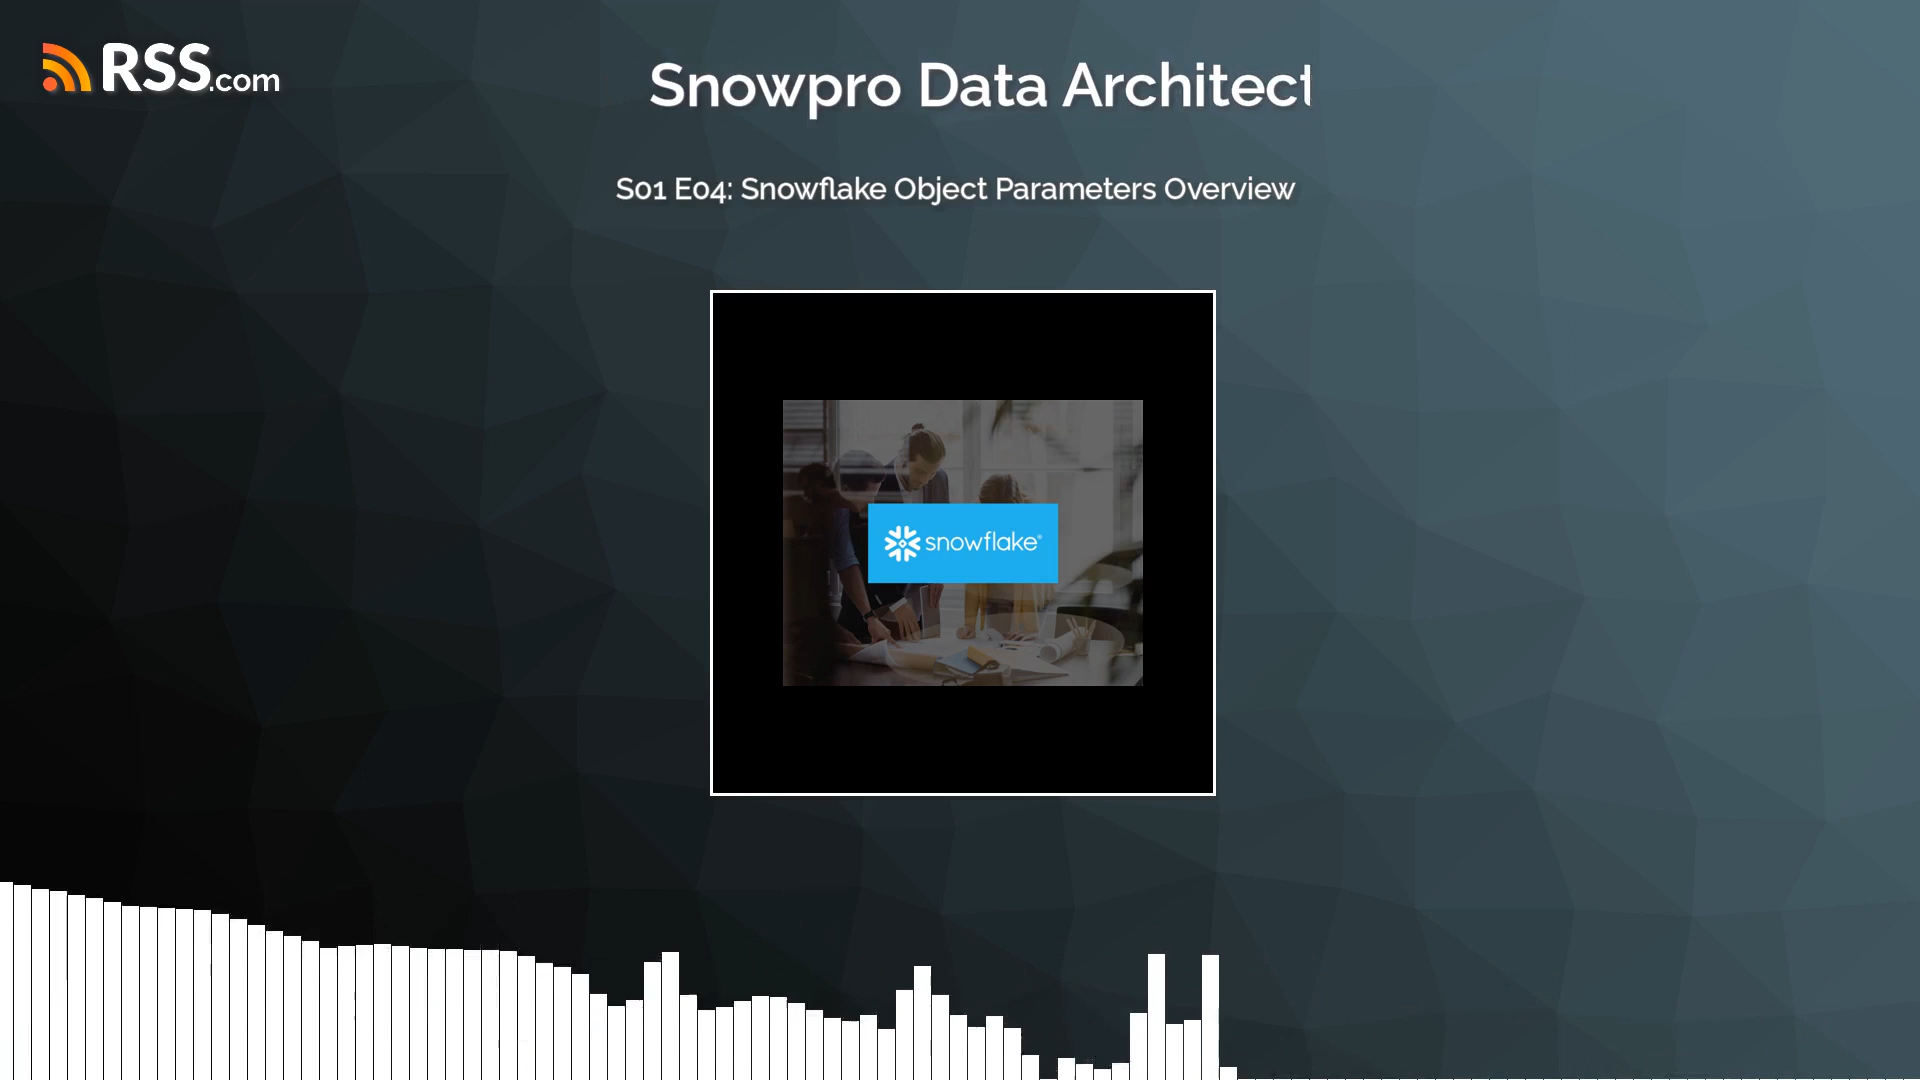 RSS.com
Snowpro Data Architect
S01 E04: Snowflake Object Parameters Overview
snowflake®